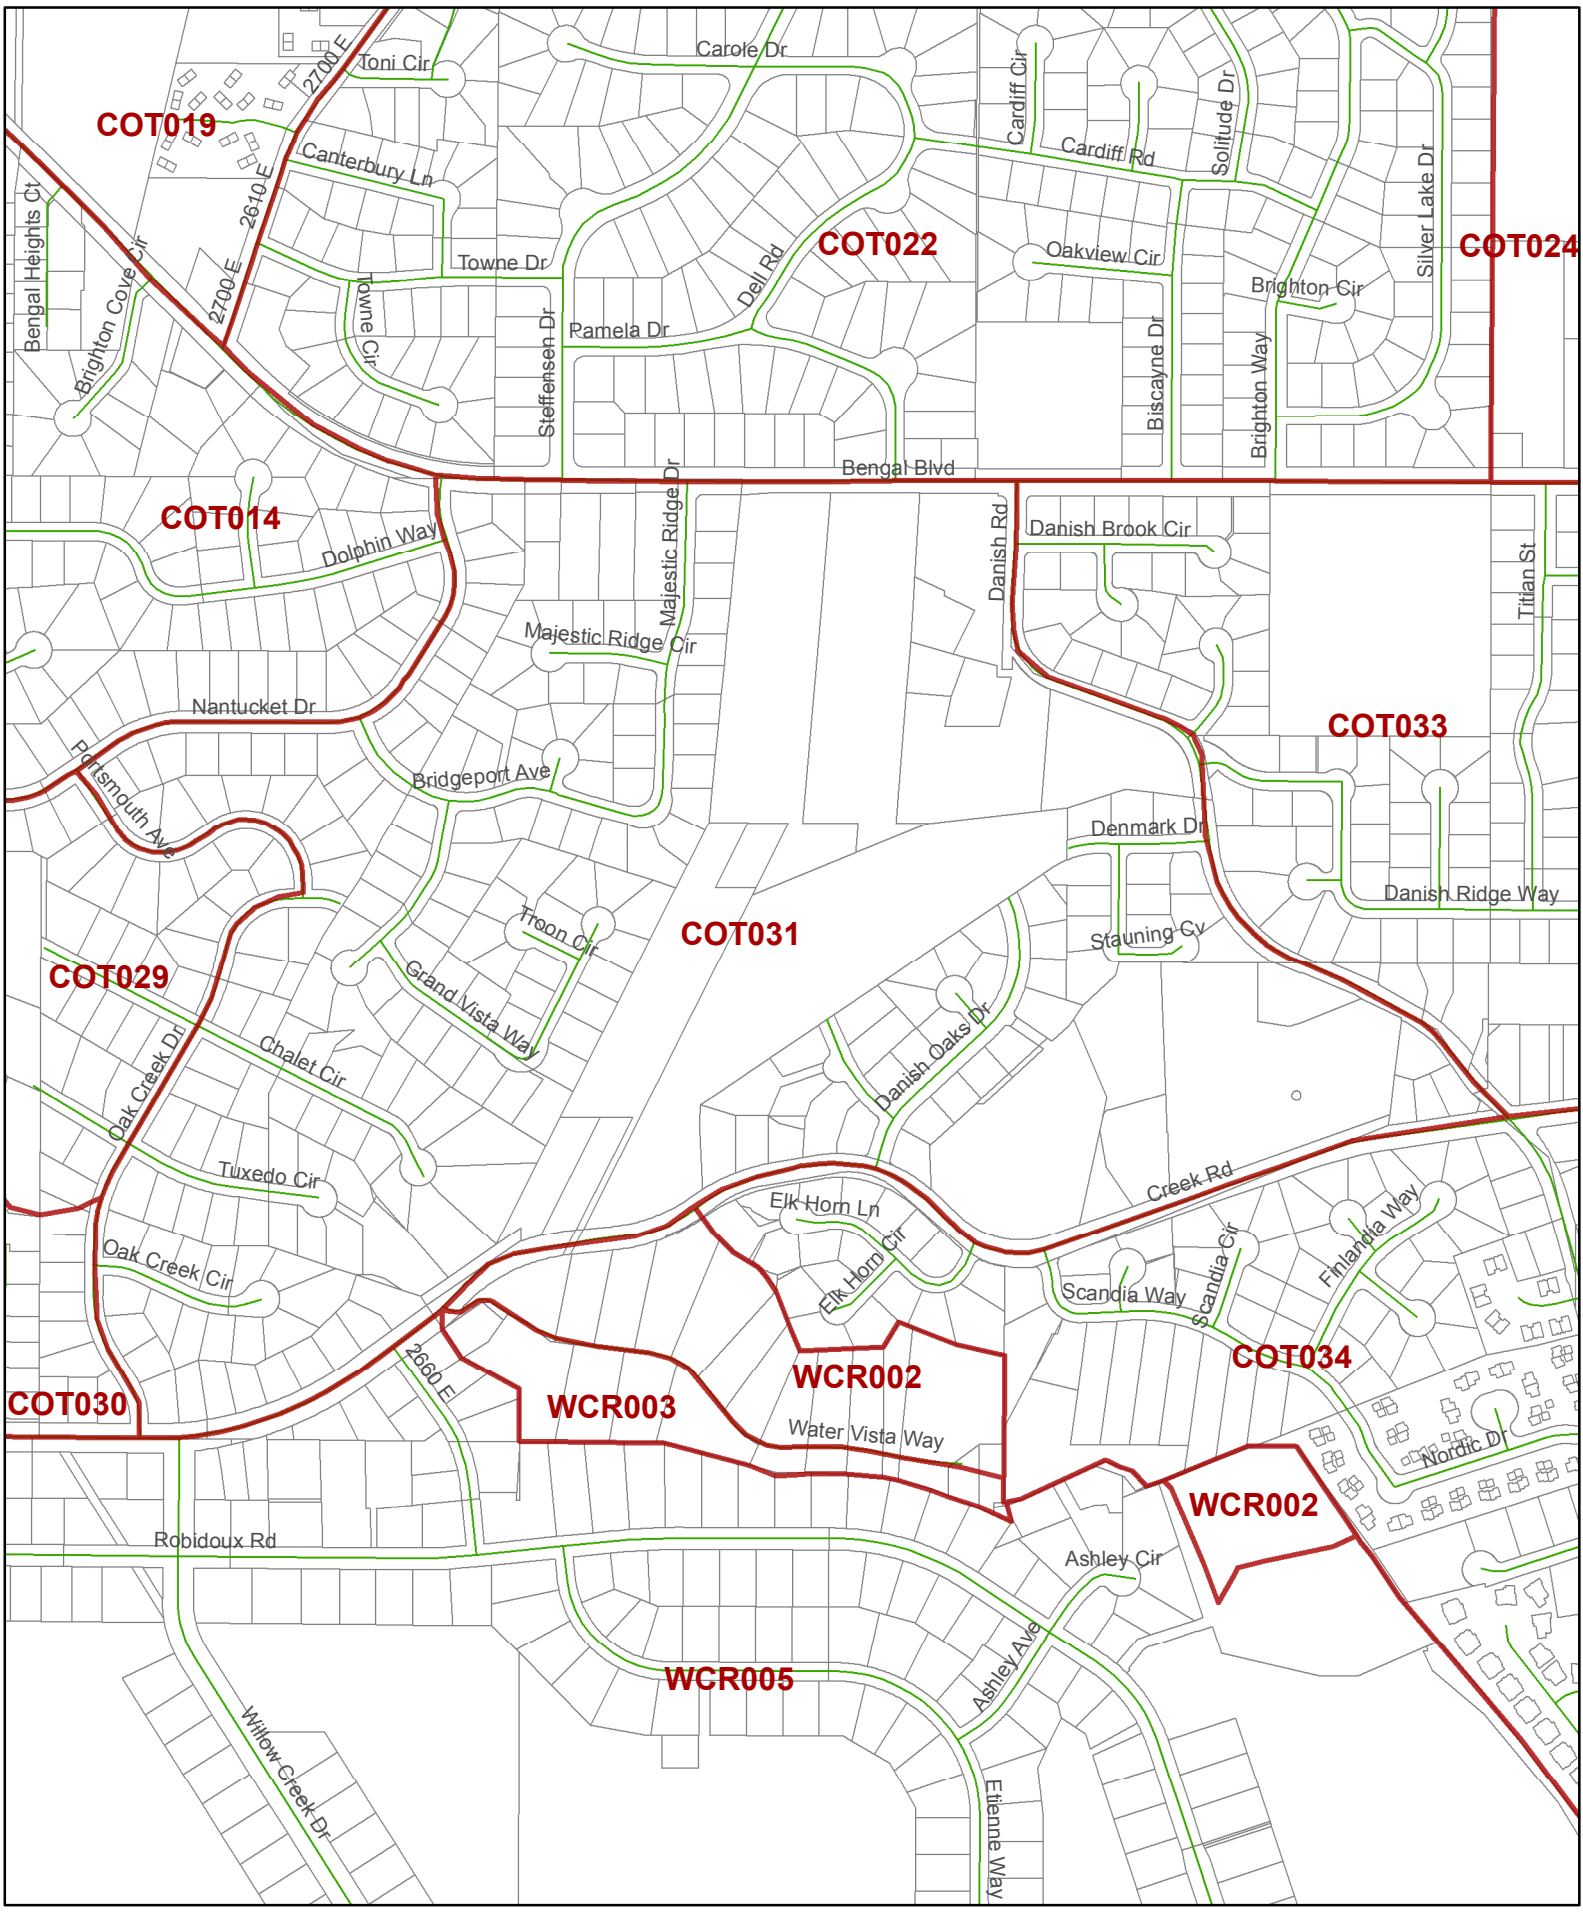 2700 E
Toni Cir
Carole Dr
Cardiff Cir
Solitude Dr
COT019
Canterbury Ln
Cardiff Rd
Silver Lake Dr
2610 E
Bengal Heights Ct
Brighton Cove Cir
2700 E
Towne Dr
Towne Cir
Dell Rd
COT022
Oakview Cir
COT024
Brighton Cir
Steffensen Dr
Pamela Dr
Biscayne Dr
Brighton Way
Bengal Blvd
Majestic Ridge Dr
COT014
Dolphin Way
Danish Rd
Danish Brook Cir
Titian St
Majestic Ridge Cir
Nantucket Dr
COT033
Portsmouth Ave
Bridgeport Ave
Denmark Dr
Danish Ridge Way
Troon Cir
COT031
Stauning Cv
COT029
Grand Vista Way
Oak Creek Dr
Chalet Cir
Danish Oaks Dr
Tuxedo Cir
Creek Rd
Elk Horn Ln
Elk Horn Cir
Finlandia Way
Oak Creek Cir
Scandia Way
Scandia Cir
2660 E
COT034
COT030
WCR003
WCR002
Water Vista Way
Nordic Dr
WCR002
Robidoux Rd
Ashley Cir
Ashley Ave
WCR005
Willow Creek Dr
Etienne Way